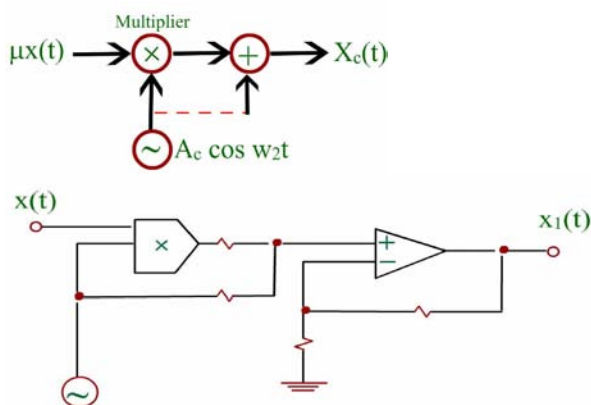 Multiplier
μx(t) × + Xc(t)
~ Ac cos w2t
x(t) x1(t)
× + −
~